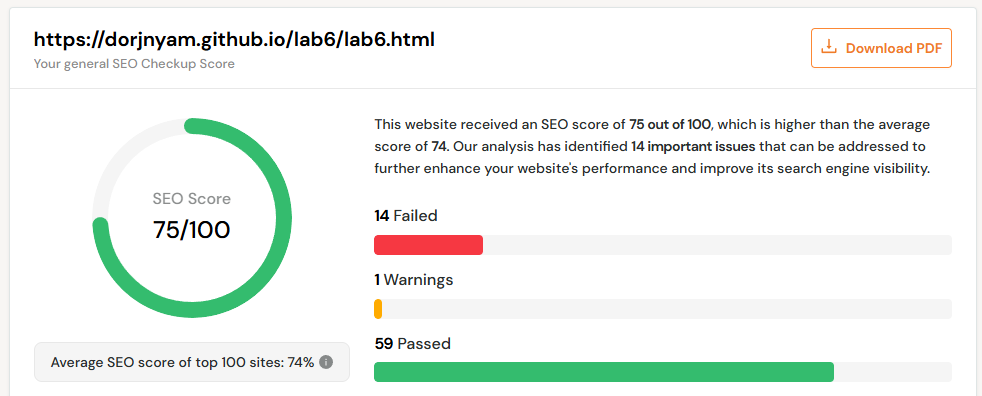 https://dorjnyam.github.io/lab6/lab6.html
Your general SEO Checkup Score
Download PDF
SEO Score
75/100
Average SEO score of top 100 sites: 74%
This website received an SEO score of 75 out of 100, which is higher than the average
score of 74. Our analysis has identified 14 important issues that can be addressed to
further enhance your website's performance and improve its search engine visibility.
14 Failed
1 Warnings
59 Passed